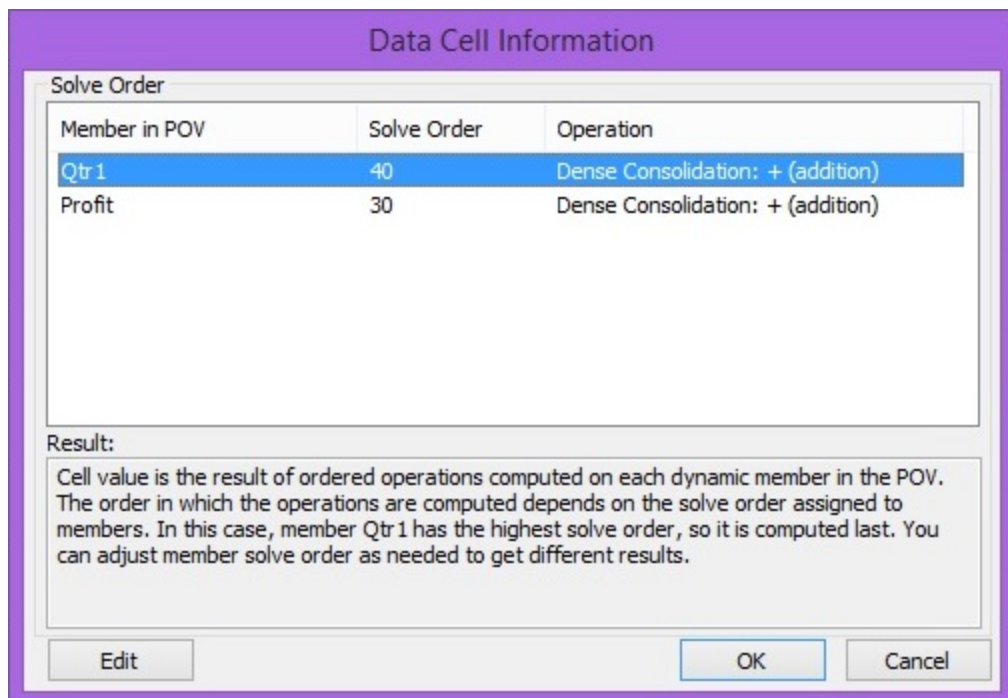 Data Cell Information
Solve Order
Member in POV Solve Order Operation
Qtr1 40 Dense Consolidation: + (addition)
Profit 30 Dense Consolidation: + (addition)
Result:
Cell value is the result of ordered operations computed on each dynamic member in the POV.
The order in which the operations are computed depends on the solve order assigned to
members. In this case, member Qtr1 has the highest solve order, so it is computed last. You
can adjust member solve order as needed to get different results.
Edit OK Cancel